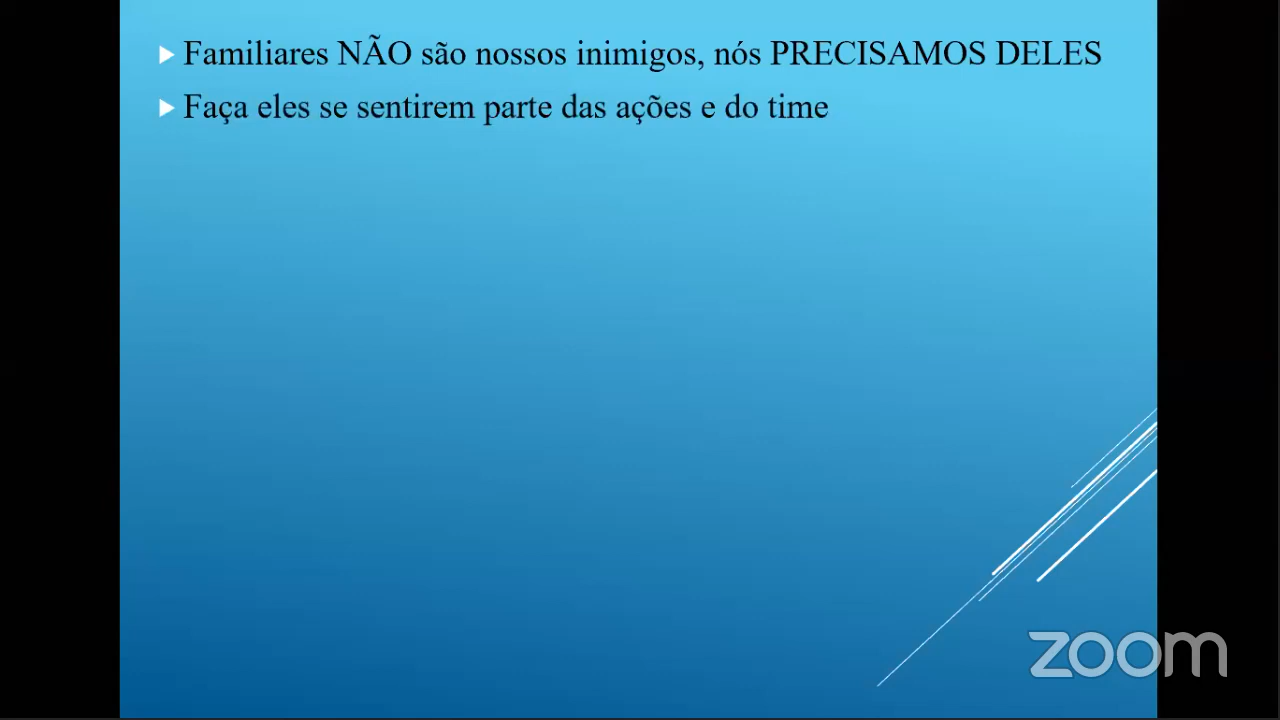 Familiares NÃO são nossos inimigos, nós PRECISAMOS DELES
Faça eles se sentirem parte das ações e do time
zoom